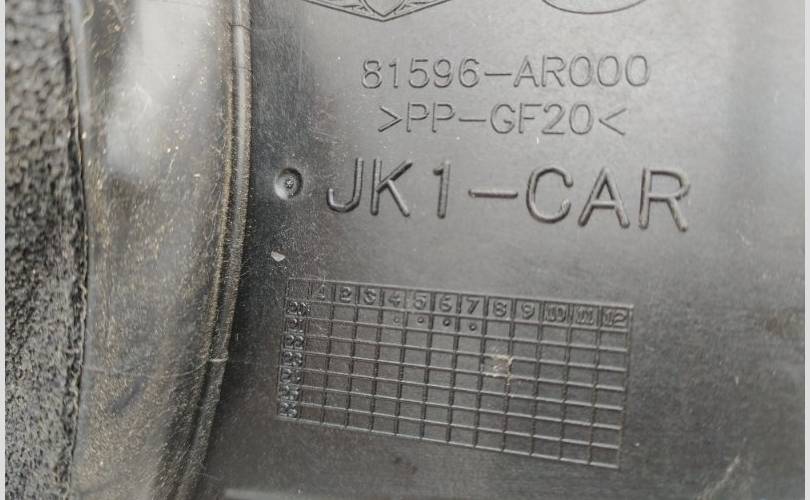 81596-AR000
>PP-GF20<
JK1-CAR
1 2 3 4 5 6 7 8 9 10 11 12